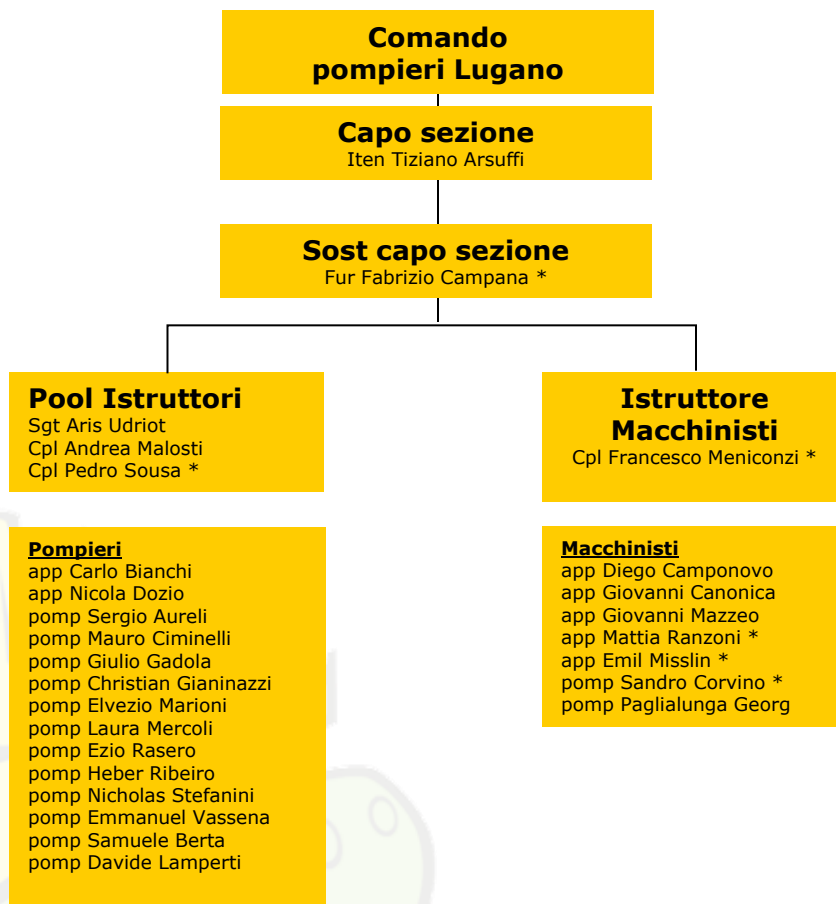 Comando
pompieri Lugano
Capo sezione
Iten Tiziano Arsuffi
Sost capo sezione
Fur Fabrizio Campana *
Pool Istruttori
Sgt Aris Udriot
Cpl Andrea Malosti
Cpl Pedro Sousa *
Istruttore
Macchinisti
Cpl Francesco Meniconzi *
Pompieri
app Carlo Bianchi
app Nicola Dozio
pomp Sergio Aureli
pomp Mauro Ciminelli
pomp Giulio Gadola
pomp Christian Gianinazzi
pomp Elvezio Marioni
pomp Laura Mercoli
pomp Ezio Rasero
pomp Heber Ribeiro
pomp Nicholas Stefanini
pomp Emmanuel Vassena
pomp Samuele Berta
pomp Davide Lamperti
Macchinisti
app Diego Camponovo
app Giovanni Canonica
app Giovanni Mazzeo
app Mattia Ranzoni *
app Emil Misslin *
pomp Sandro Corvino *
pomp Paglialunga Georg